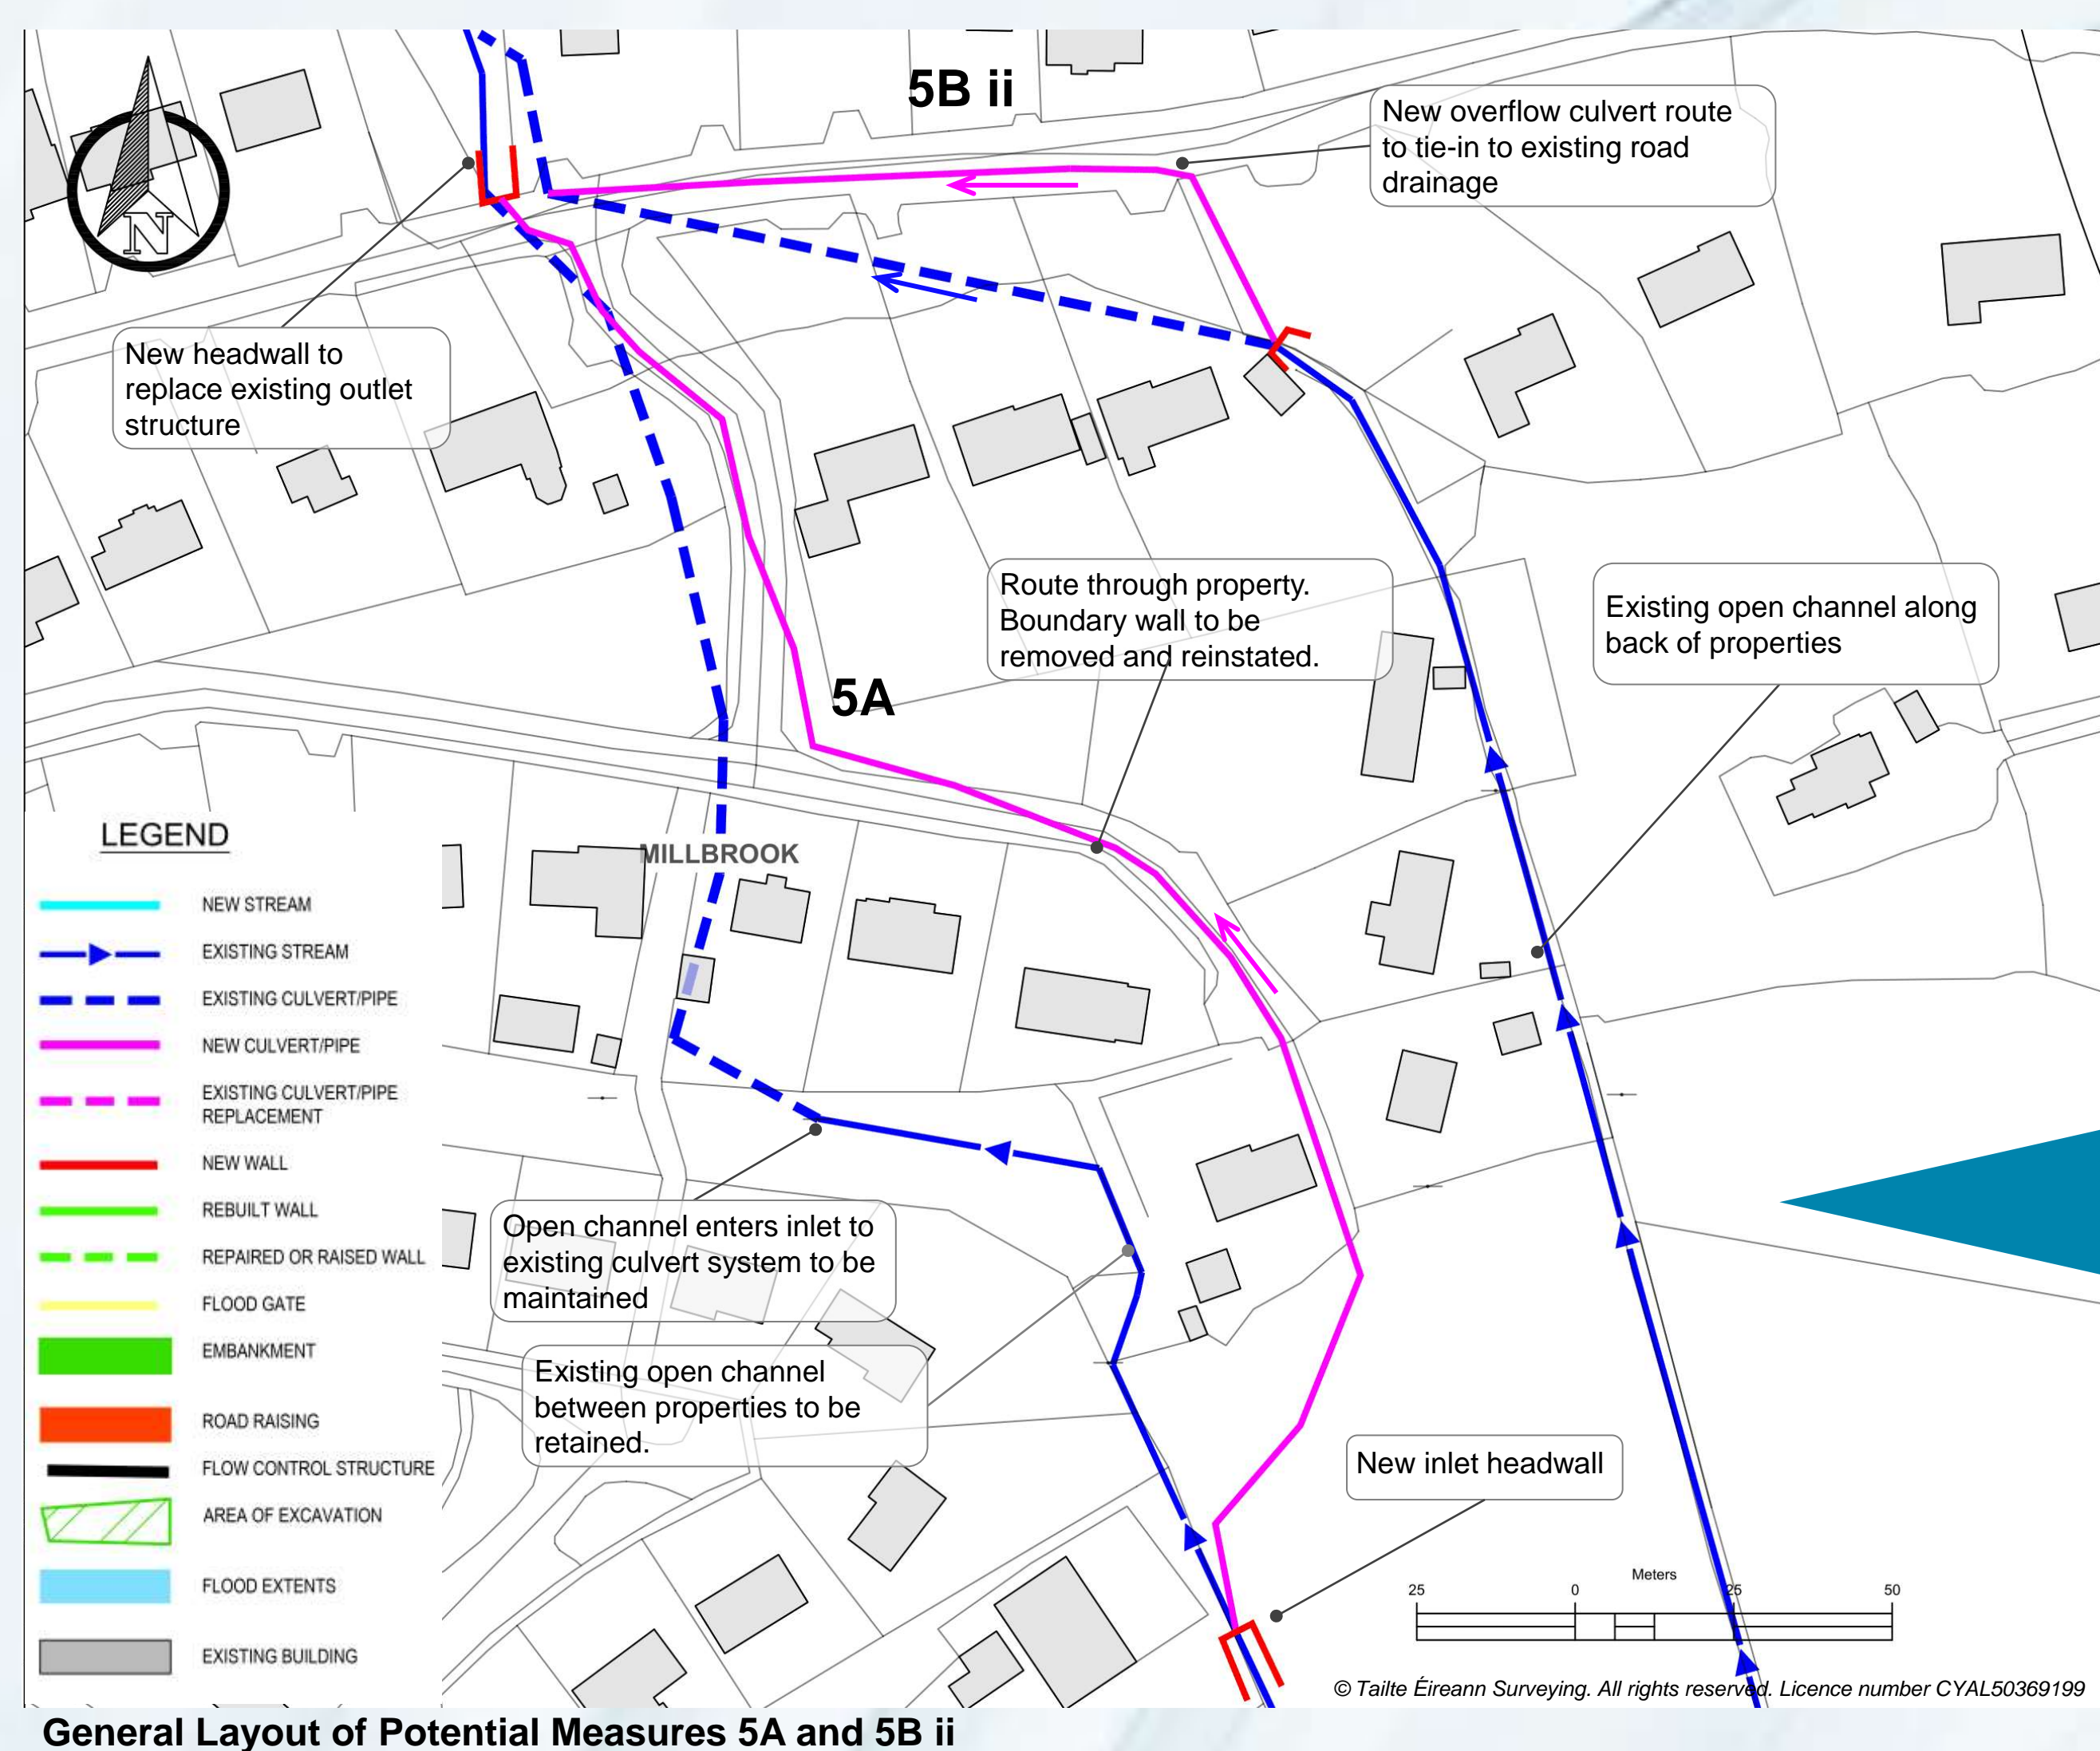 5B ii
New overflow culvert route
to tie-in to existing road
drainage
N
New headwall to
replace existing outlet
structure
Route through property.
Boundary wall to be
removed and reinstated.
Existing open channel along
back of properties
5A
MILLBROOK
LEGEND
NEW STREAM
EXISTING STREAM
EXISTING CULVERT/PIPE
NEW CULVERT/PIPE
EXISTING CULVERT/PIPE
REPLACEMENT
NEW WALL
REBUILT WALL
REPAIRED OR RAISED WALL
FLOOD GATE
EMBANKMENT
ROAD RAISING
FLOW CONTROL STRUCTURE
AREA OF EXCAVATION
FLOOD EXTENTS
EXISTING BUILDING
Open channel enters inlet to
existing culvert system to be
maintained
Existing open channel
between properties to be
retained.
New inlet headwall
Meters
25 0 25 50
© Tailte Éireann Surveying. All rights reserved. Licence number CYAL50369199
General Layout of Potential Measures 5A and 5B ii